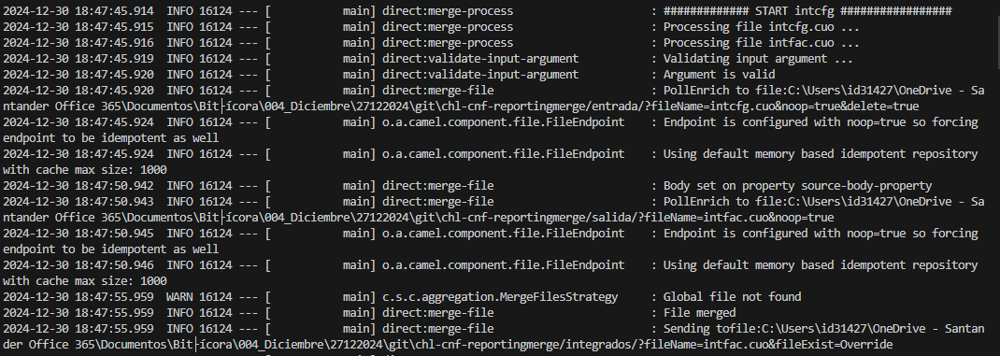 2024-12-30 18:47:45.914  INFO 16124 --- [           main] direct:merge-process                     : ############# START intcfg #################
2024-12-30 18:47:45.915  INFO 16124 --- [           main] direct:merge-process                     : Processing file intcfg.cuo ...
2024-12-30 18:47:45.916  INFO 16124 --- [           main] direct:merge-process                     : Processing file intfac.cuo ...
2024-12-30 18:47:45.919  INFO 16124 --- [           main] direct:validate-input-argument           : Validating input argument ...
2024-12-30 18:47:45.920  INFO 16124 --- [           main] direct:validate-input-argument           : Argument is valid
2024-12-30 18:47:45.920  INFO 16124 --- [           main] direct:merge-file                        : PollEnrich to file:C:\Users\id31427\OneDrive - Sa
ntander Office 365\Documentos\Bit├ícora\004_Diciembre\27122024\git\chl-cnf-reportingmerge/entrada/?fileName=intcfg.cuo&noop=true&delete=true
2024-12-30 18:47:45.924  INFO 16124 --- [           main] o.a.camel.component.file.FileEndpoint    : Endpoint is configured with noop=true so forcing
endpoint to be idempotent as well
2024-12-30 18:47:45.924  INFO 16124 --- [           main] o.a.camel.component.file.FileEndpoint    : Using default memory based idempotent repository
with cache max size: 1000
2024-12-30 18:47:50.942  INFO 16124 --- [           main] direct:merge-file                        : Body set on property source-body-property
2024-12-30 18:47:50.943  INFO 16124 --- [           main] direct:merge-file                        : PollEnrich to file:C:\Users\id31427\OneDrive - Sa
ntander Office 365\Documentos\Bit├ícora\004_Diciembre\27122024\git\chl-cnf-reportingmerge/salida/?fileName=intfac.cuo&noop=true
2024-12-30 18:47:50.945  INFO 16124 --- [           main] o.a.camel.component.file.FileEndpoint    : Endpoint is configured with noop=true so forcing
endpoint to be idempotent as well
2024-12-30 18:47:50.946  INFO 16124 --- [           main] o.a.camel.component.file.FileEndpoint    : Using default memory based idempotent repository
with cache max size: 1000
2024-12-30 18:47:55.959  WARN 16124 --- [           main] c.s.c.aggregation.MergeFilesStrategy     : Global file not found
2024-12-30 18:47:55.959  INFO 16124 --- [           main] direct:merge-file                        : File merged
2024-12-30 18:47:55.959  INFO 16124 --- [           main] direct:merge-file                        : Sending tofile:C:\Users\id31427\OneDrive - Santan
der Office 365\Documentos\Bit├ícora\004_Diciembre\27122024\git\chl-cnf-reportingmerge/integrados/?fileName=intfac.cuo&fileExist=Override